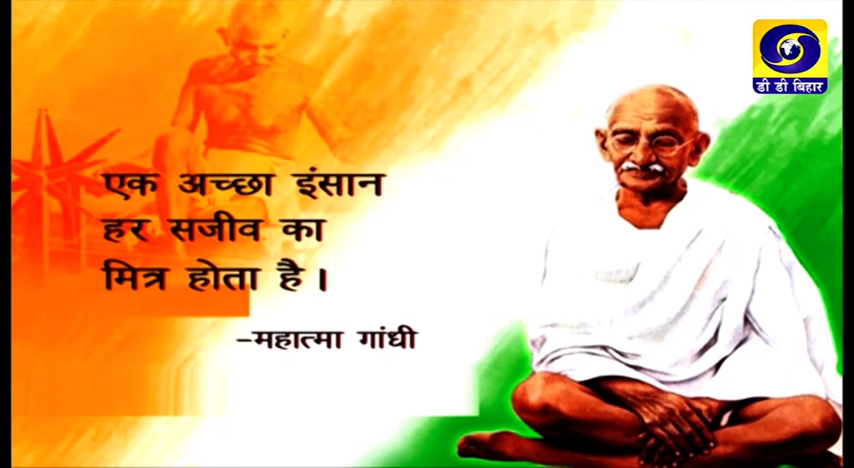 डी डी बिहार
एक अच्छा इंसान
हर सजीव का
मित्र होता है।
–महात्मा गांधी